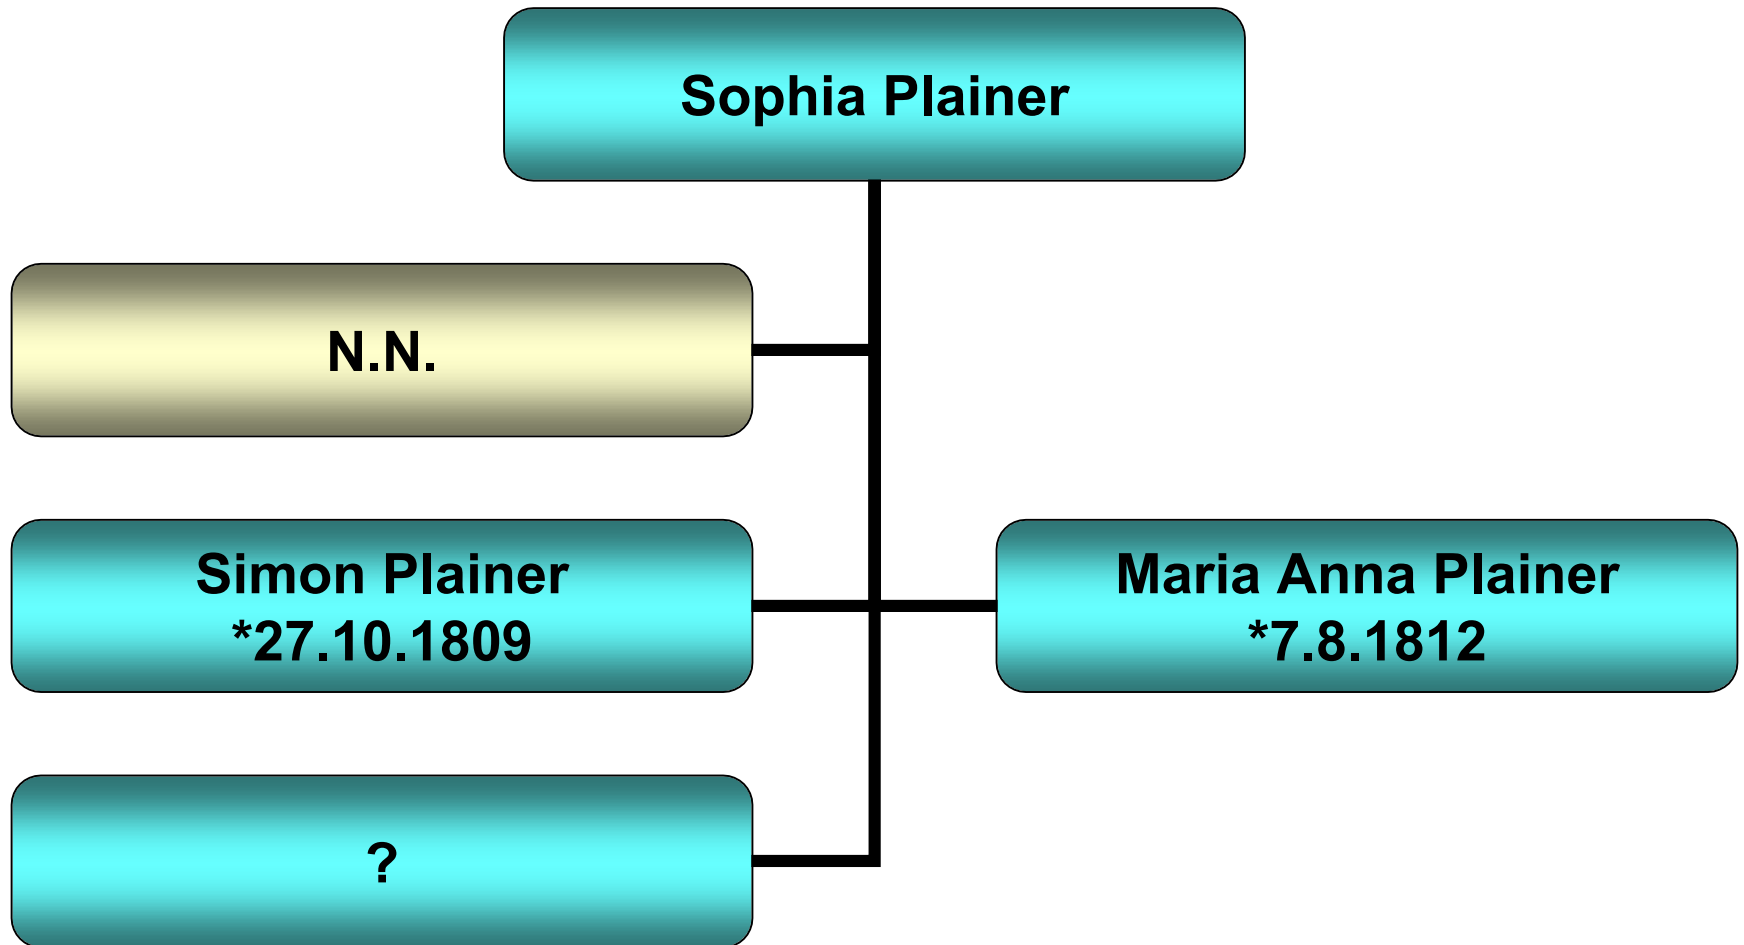 Sophia Plainer
N.N.
Simon Plainer
*27.10.1809
Maria Anna Plainer
*7.8.1812
?